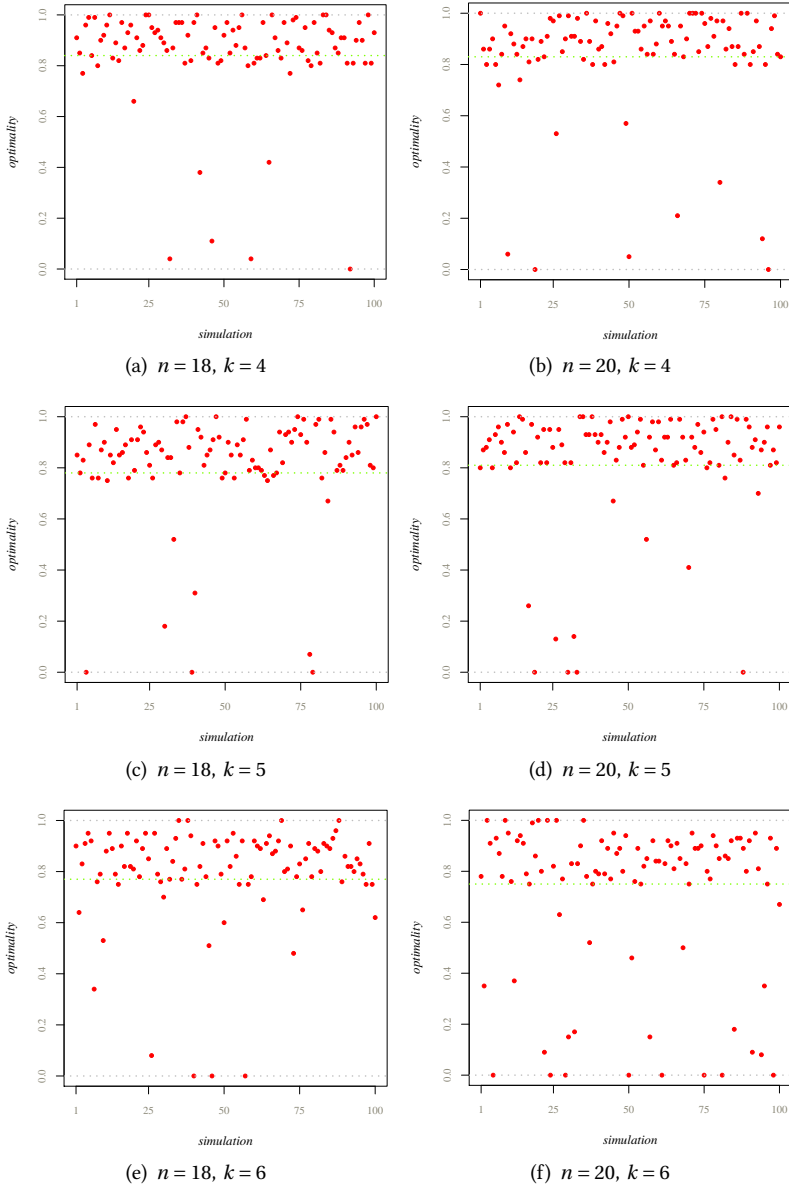 optimality
0.0 0.2 0.4 0.6 0.8 1.0
1 25 50 75 100
simulation
(a) n = 18, k = 4
optimality
0.0 0.2 0.4 0.6 0.8 1.0
1 25 50 75 100
simulation
(b) n = 20, k = 4
optimality
0.0 0.2 0.4 0.6 0.8 1.0
1 25 50 75 100
simulation
(c) n = 18, k = 5
optimality
0.0 0.2 0.4 0.6 0.8 1.0
1 25 50 75 100
simulation
(d) n = 20, k = 5
optimality
0.0 0.2 0.4 0.6 0.8 1.0
1 25 50 75 100
simulation
(e) n = 18, k = 6
optimality
0.0 0.2 0.4 0.6 0.8 1.0
1 25 50 75 100
simulation
(f) n = 20, k = 6